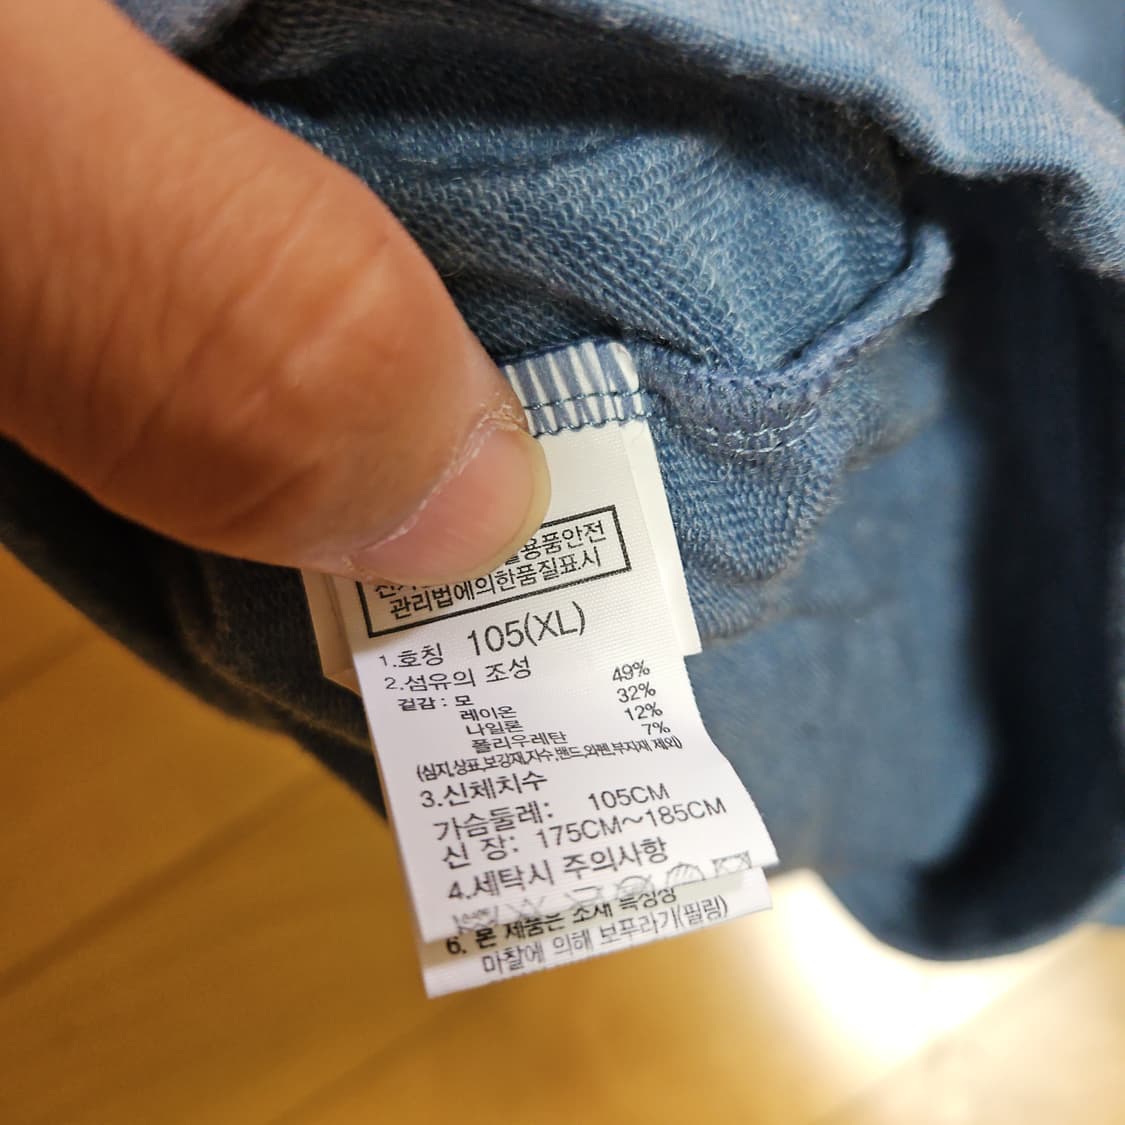 용품안전
관리법에의한품질표시
1.호칭 105(XL)
2.섬유의 조성
겉감 : 모 49%
레이온 32%
나일론 12%
폴리우레탄 7%
(심지,상표,보강재,자수,밴드,외펜,부자재 제외)
3.신체치수
가슴둘레: 105CM
신 장: 175CM~185CM
4.세탁시 주의사항
6. 본 제품은 소재 특성상
마찰에 의해 보푸라기(필링)